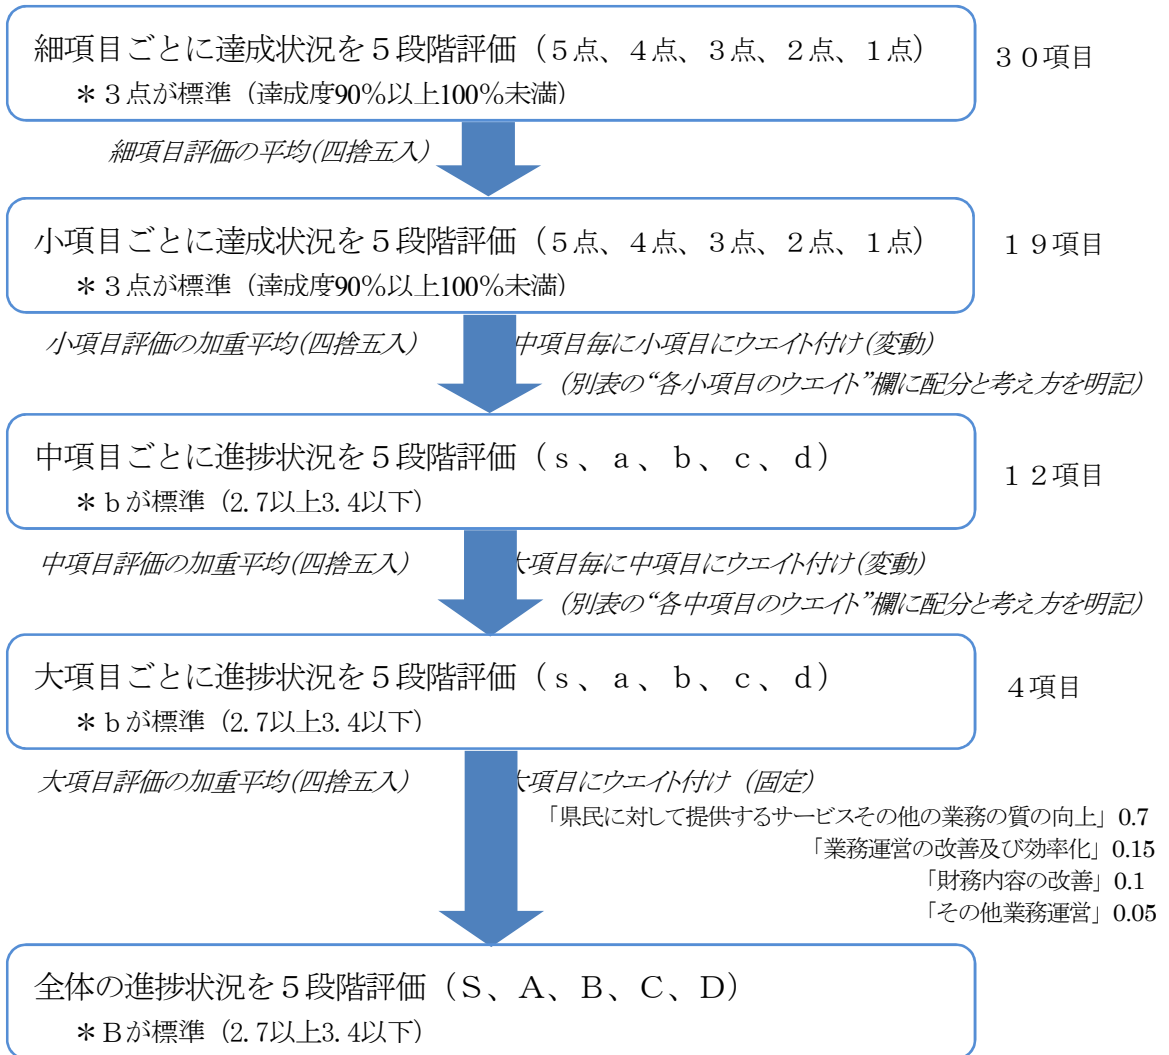 細項目ごとに達成状況を５段階評価（５点、４点、３点、２点、１点）
３０項目
＊３点が標準（達成度90％以上100％未満）
細項目評価の平均（四捨五入）
小項目ごとに達成状況を５段階評価（５点、４点、３点、２点、１点）
１９項目
＊３点が標準（達成度90％以上100％未満）
小項目評価の加重平均（四捨五入） 中項目毎に小項目にウエイト付け（変動）
（別表の“各小項目のウエイト”欄に配分と考え方を明記）
中項目ごとに進捗状況を５段階評価（ｓ、ａ、ｂ、ｃ、ｄ）
１２項目
＊ｂが標準（2.7以上3.4以下）
中項目評価の加重平均（四捨五入） 大項目毎に中項目にウエイト付け（変動）
（別表の“各中項目のウエイト”欄に配分と考え方を明記）
大項目ごとに進捗状況を５段階評価（ｓ、ａ、ｂ、ｃ、ｄ）
４項目
＊ｂが標準（2.7以上3.4以下）
大項目評価の加重平均（四捨五入） 大項目にウエイト付け（固定）
「県民に対して提供するサービスその他の業務の質の向上」0.7
「業務運営の改善及び効率化」0.15
「財務内容の改善」0.1
「その他業務運営」0.05
全体の進捗状況を５段階評価（Ｓ、Ａ、Ｂ、Ｃ、Ｄ）
＊Ｂが標準（2.7以上3.4以下）